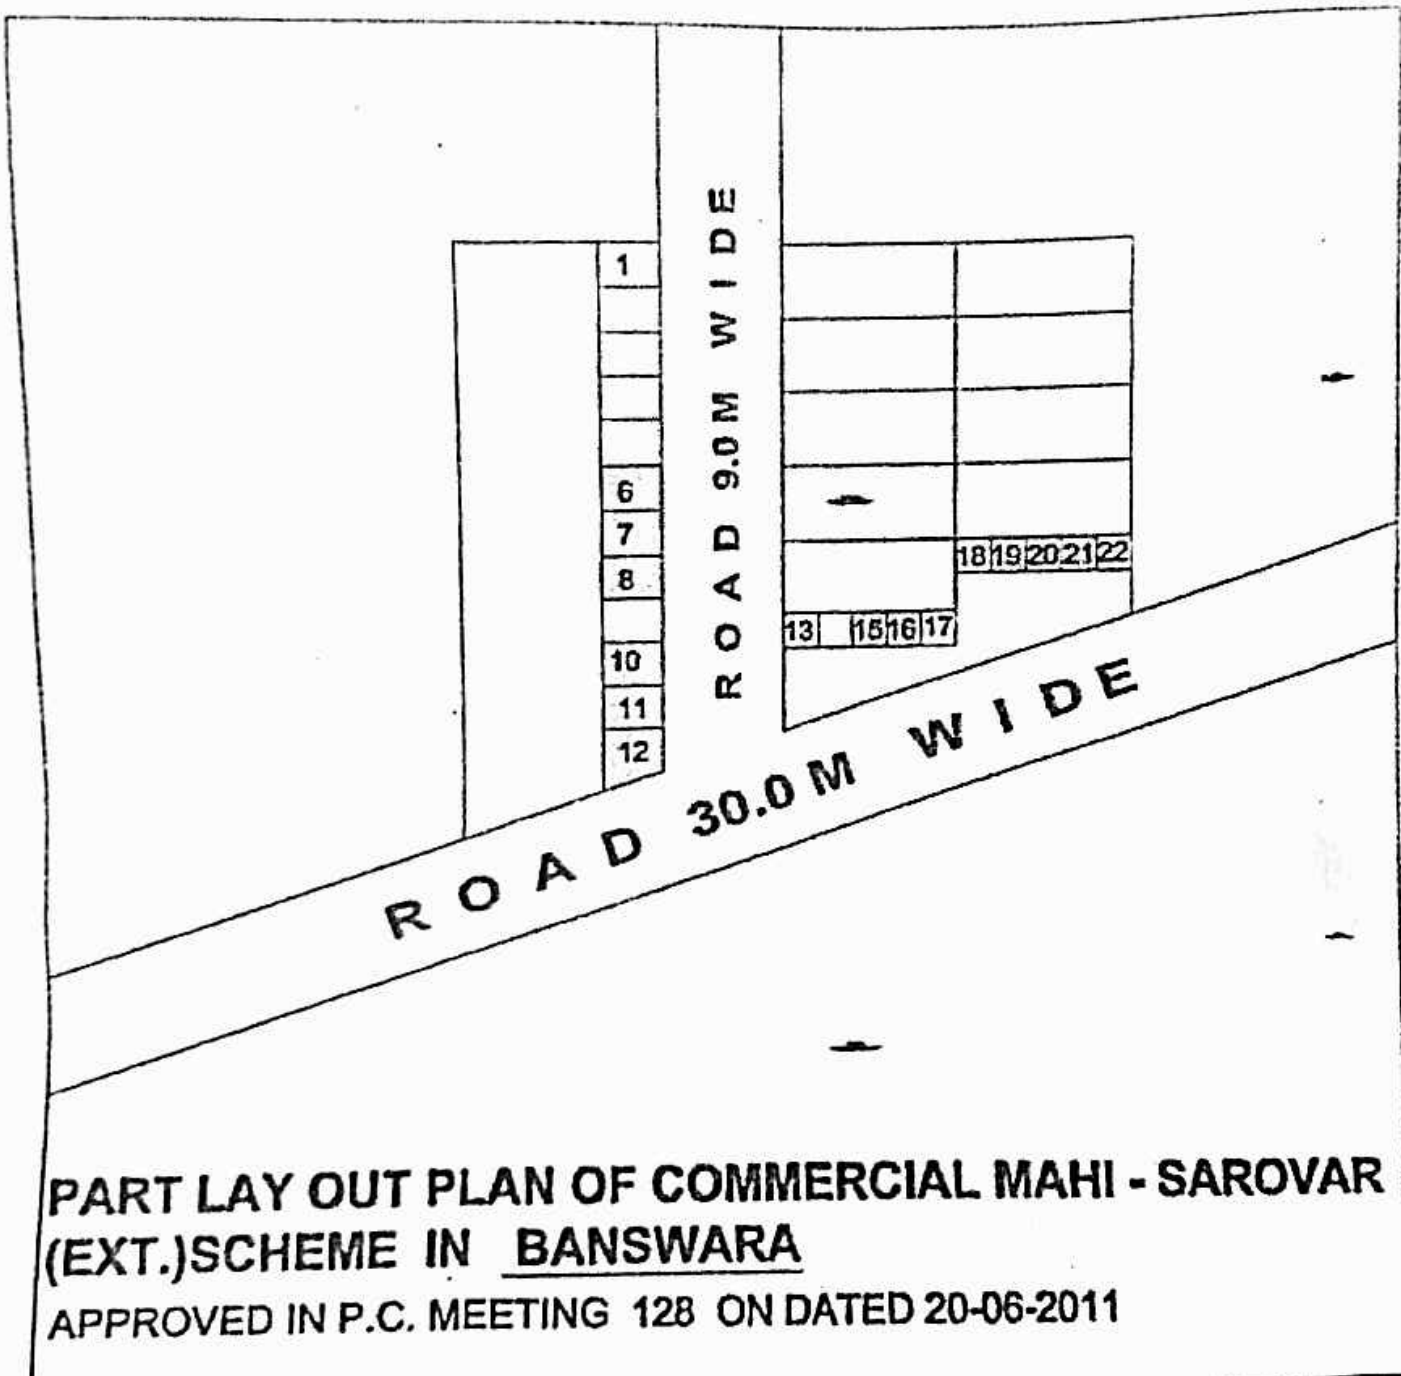 1
6
7
8
10
11
12
ROAD 9.0M WIDE
18 19 20 21 22
13 15 16 17
ROAD 30.0 M WIDE
PART LAY OUT PLAN OF COMMERCIAL MAHI - SAROVAR
(EXT.)SCHEME IN BANSWARA
APPROVED IN P.C. MEETING 128 ON DATED 20-06-2011